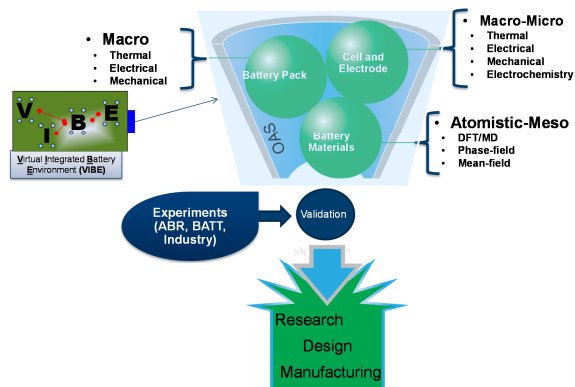 • Macro
• Thermal
• Electrical
• Mechanical
• Macro-Micro
• Thermal
• Electrical
• Mechanical
• Electrochemistry
Battery Pack
Cell and
Electrode
V I B E
Virtual Integrated Battery
Environment (VIBE)
OAS
Battery
Materials
• Atomistic-Meso
• DFT/MD
• Phase-field
• Mean-field
Experiments
(ABR, BATT,
Industry)
Validation
Research
Design
Manufacturing